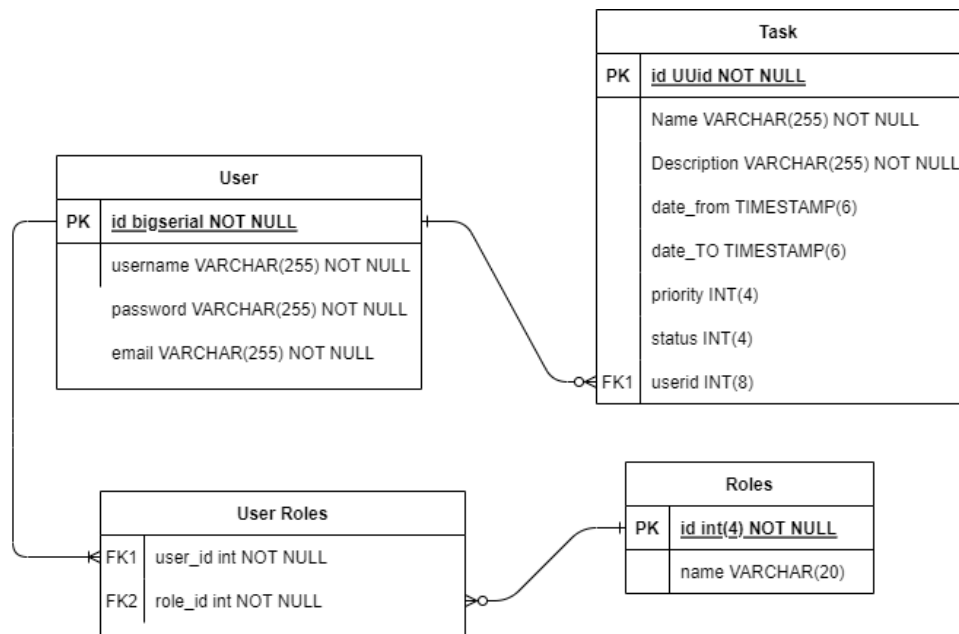 Task
PK id UUid NOT NULL
Name VARCHAR(255) NOT NULL
Description VARCHAR(255) NOT NULL
date_from TIMESTAMP(6)
date_TO TIMESTAMP(6)
priority INT(4)
status INT(4)
FK1 userid INT(8)
User
PK id bigserial NOT NULL
username VARCHAR(255) NOT NULL
password VARCHAR(255) NOT NULL
email VARCHAR(255) NOT NULL
User Roles
FK1 user_id int NOT NULL
FK2 role_id int NOT NULL
Roles
PK id int(4) NOT NULL
name VARCHAR(20)